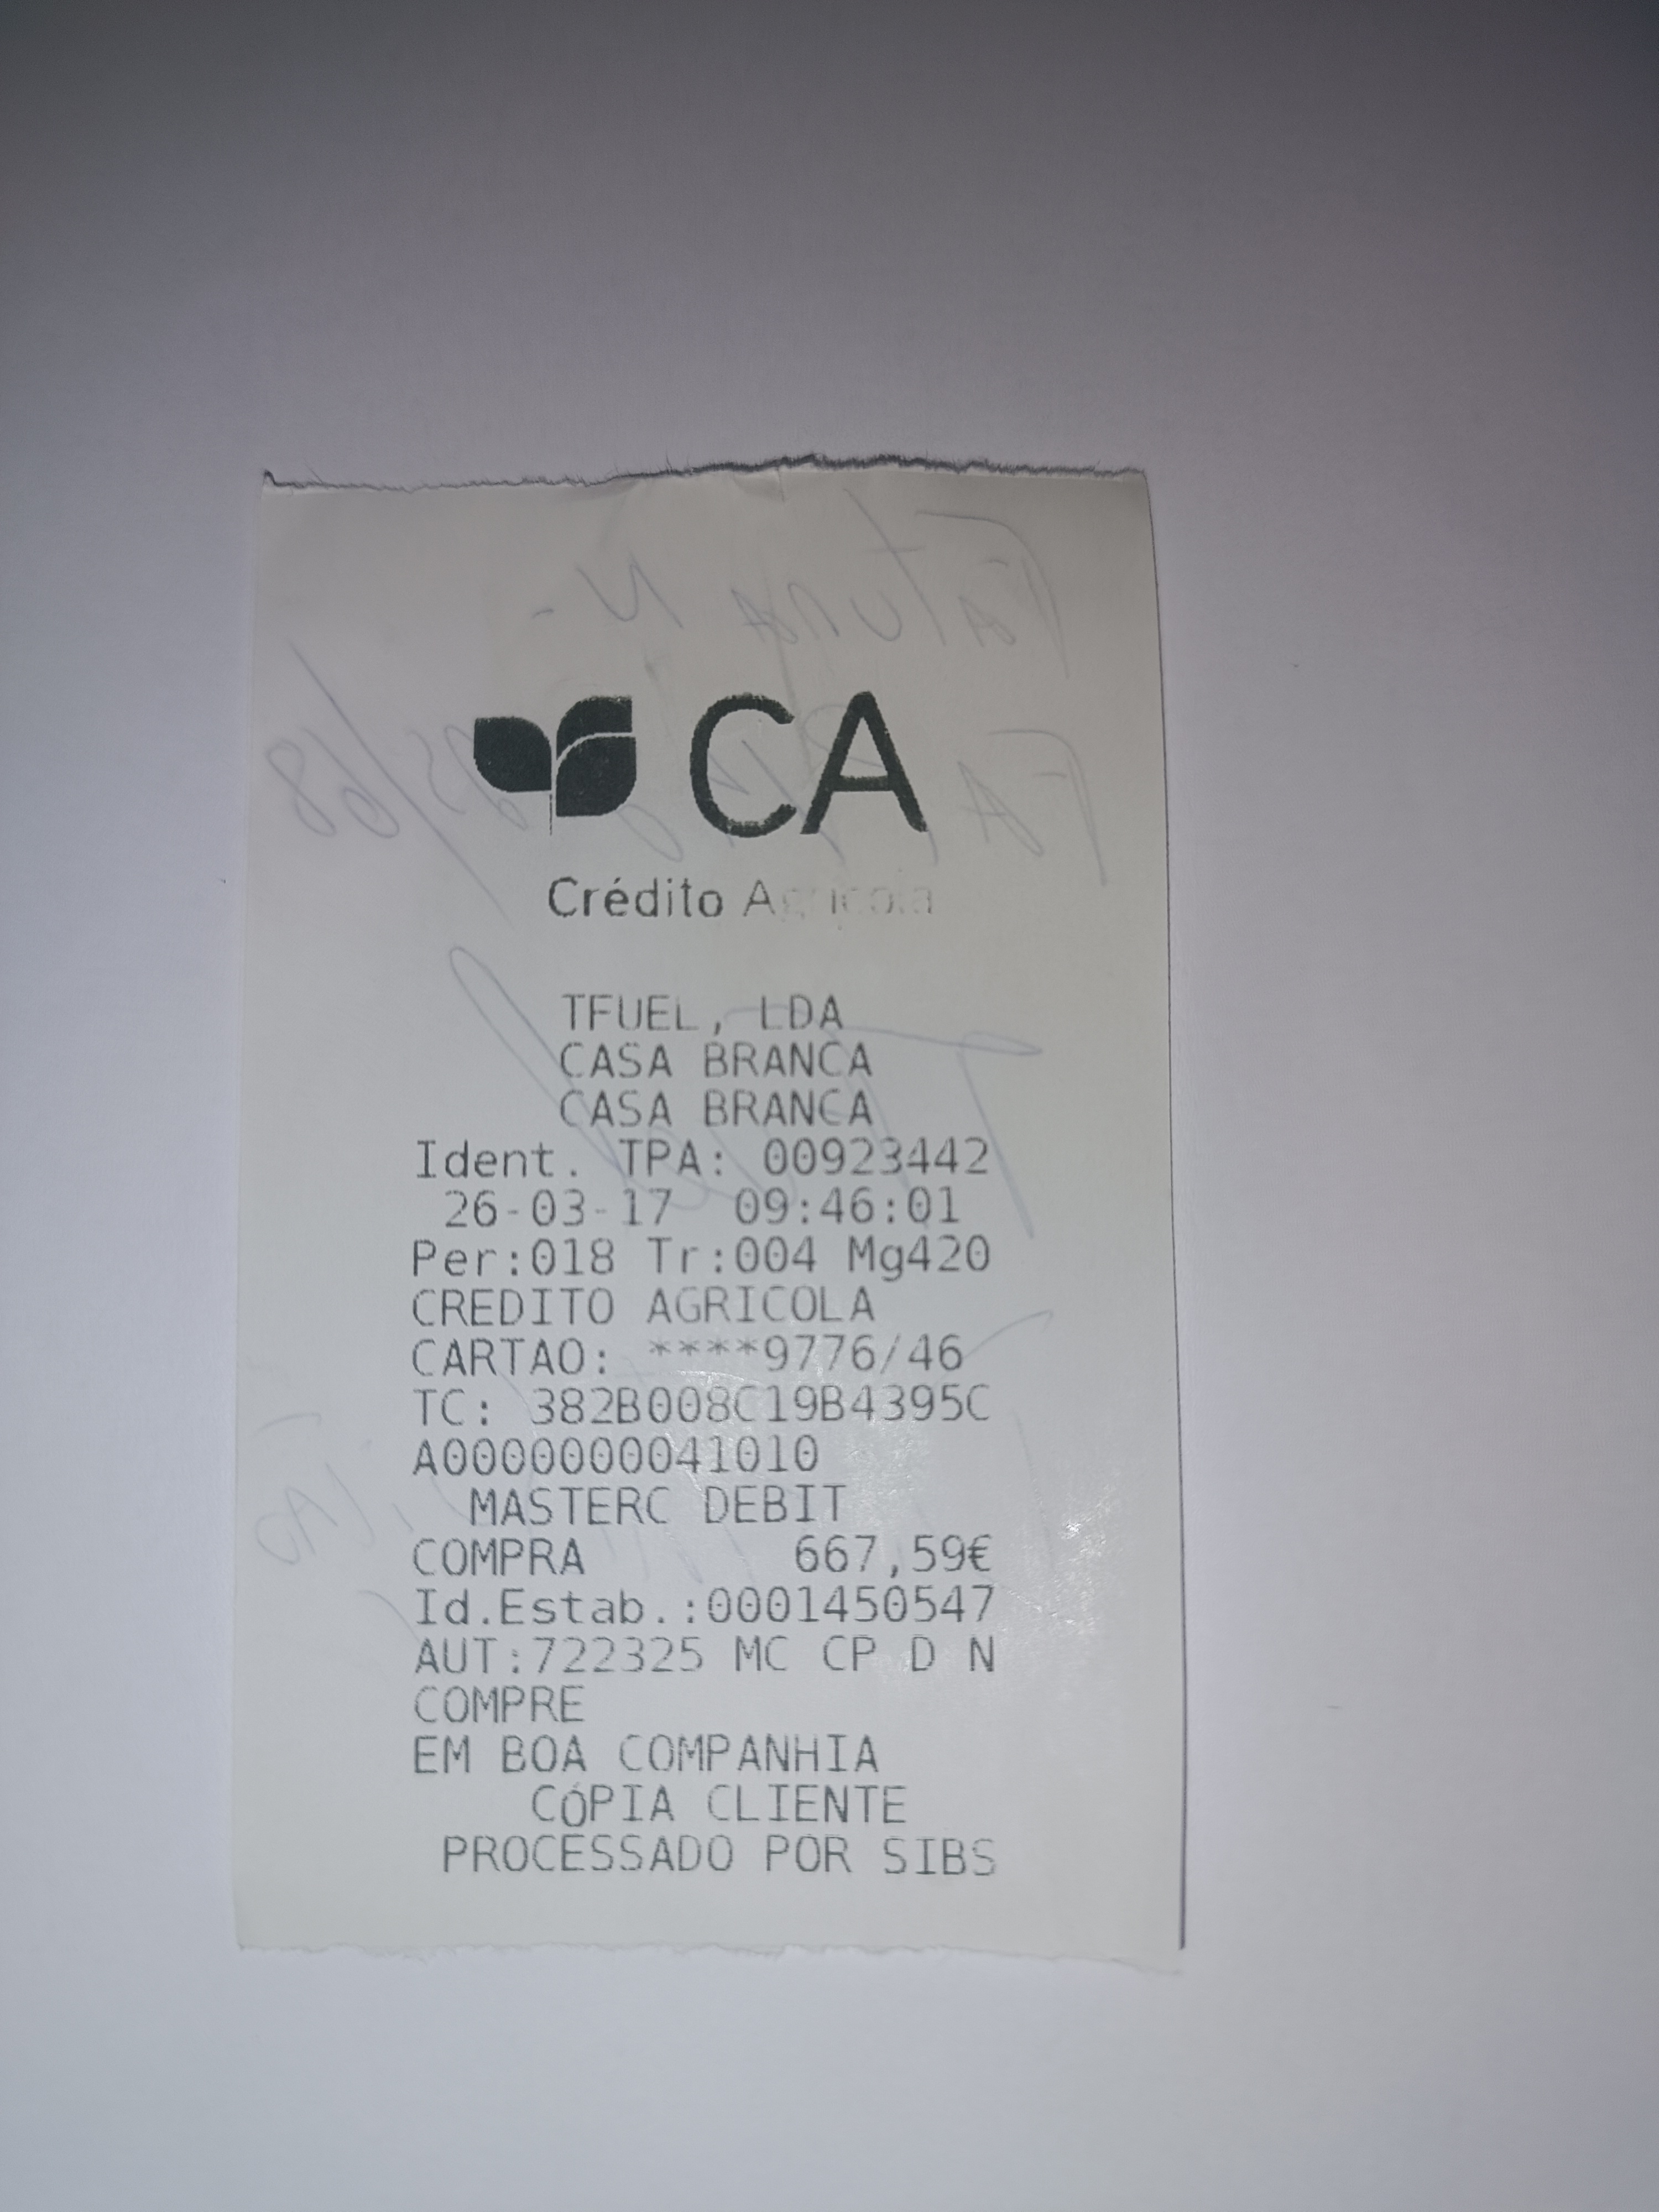 CA
Crédito Agrícola
TFUEL, LDA
CASA BRANCA
CASA BRANCA
Ident. TPA: 00923442
26-03-17 09:46:01
Per:018 Tr:004 Mg420
CREDITO AGRICOLA
CARTAO: ****9776/46
TC: 382B008C19B4395C
A0000000041010
MASTERC DEBIT
COMPRA 667,59€
Id.Estab.:0001450547
AUT:722325 MC CP D N
COMPRE
EM BOA COMPANHIA
CÓPIA CLIENTE
PROCESSADO POR SIBS